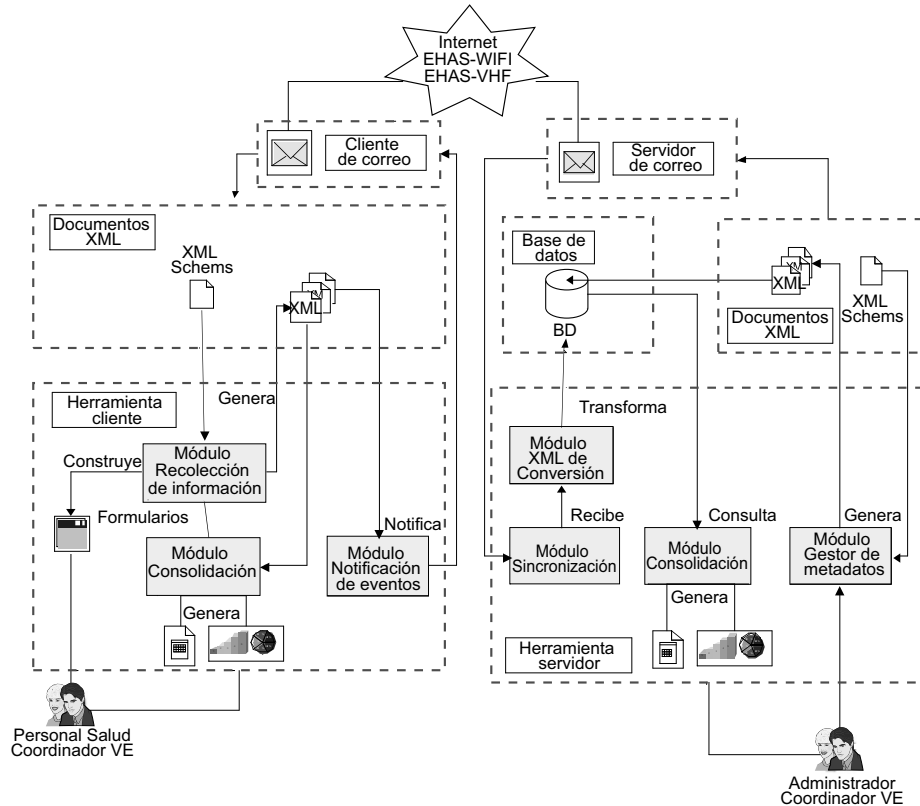 Internet
EHAS-WIFI
EHAS-VHF
Cliente
de correo
Servidor
de correo
Documentos
XML
XML
Schems
XML
XM
Base de
datos
BD
XML
XM
Documentos
XML
XML
Schems
Herramienta
cliente
Genera
Construye
Módulo
Recolección
de información
Formularios
Módulo
Consolidación
Genera
Notifica
Módulo
Notificación
de eventos
Personal Salud
Coordinador VE
Transforma
Módulo
XML de
Conversión
Recibe
Módulo
Sincronización
Consulta
Módulo
Consolidación
Genera
Genera
Módulo
Gestor de
metadatos
Herramienta
servidor
Administrador
Coordinador VE